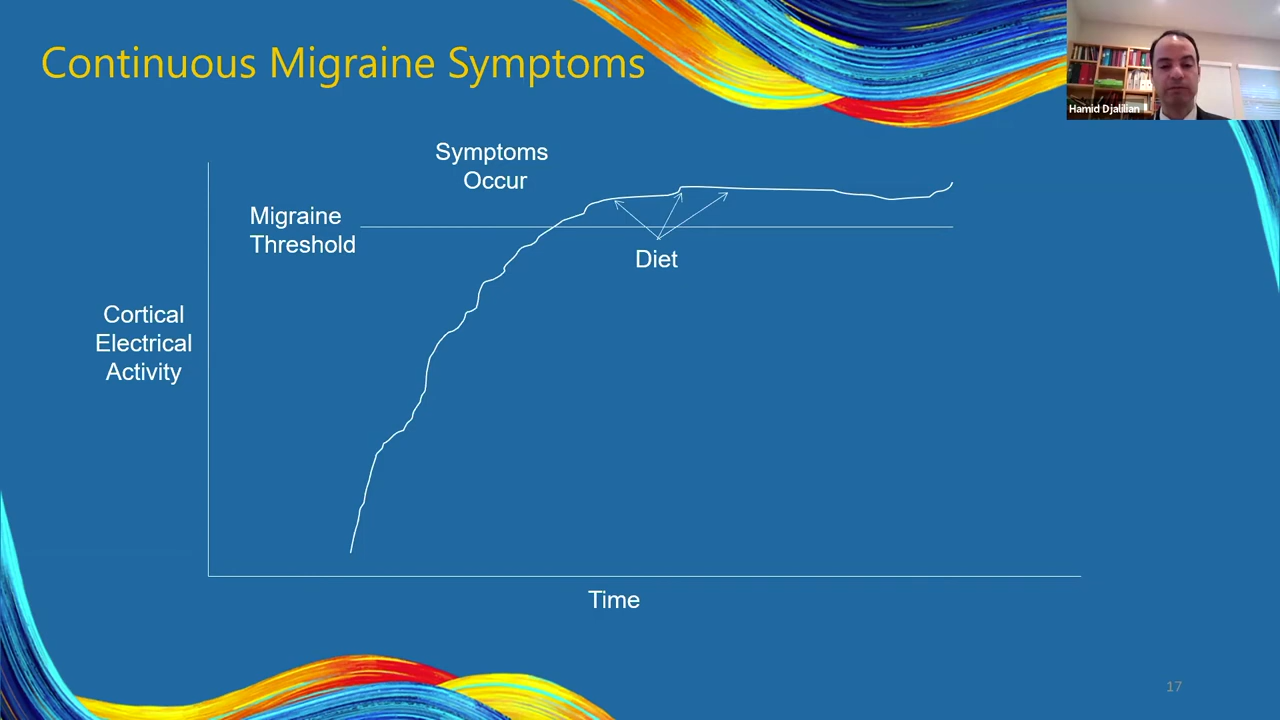 Continuous Migraine Symptoms
Hamid Djalilian
Symptoms
Occur
Migraine
Threshold
Diet
Cortical
Electrical
Activity
Time
17